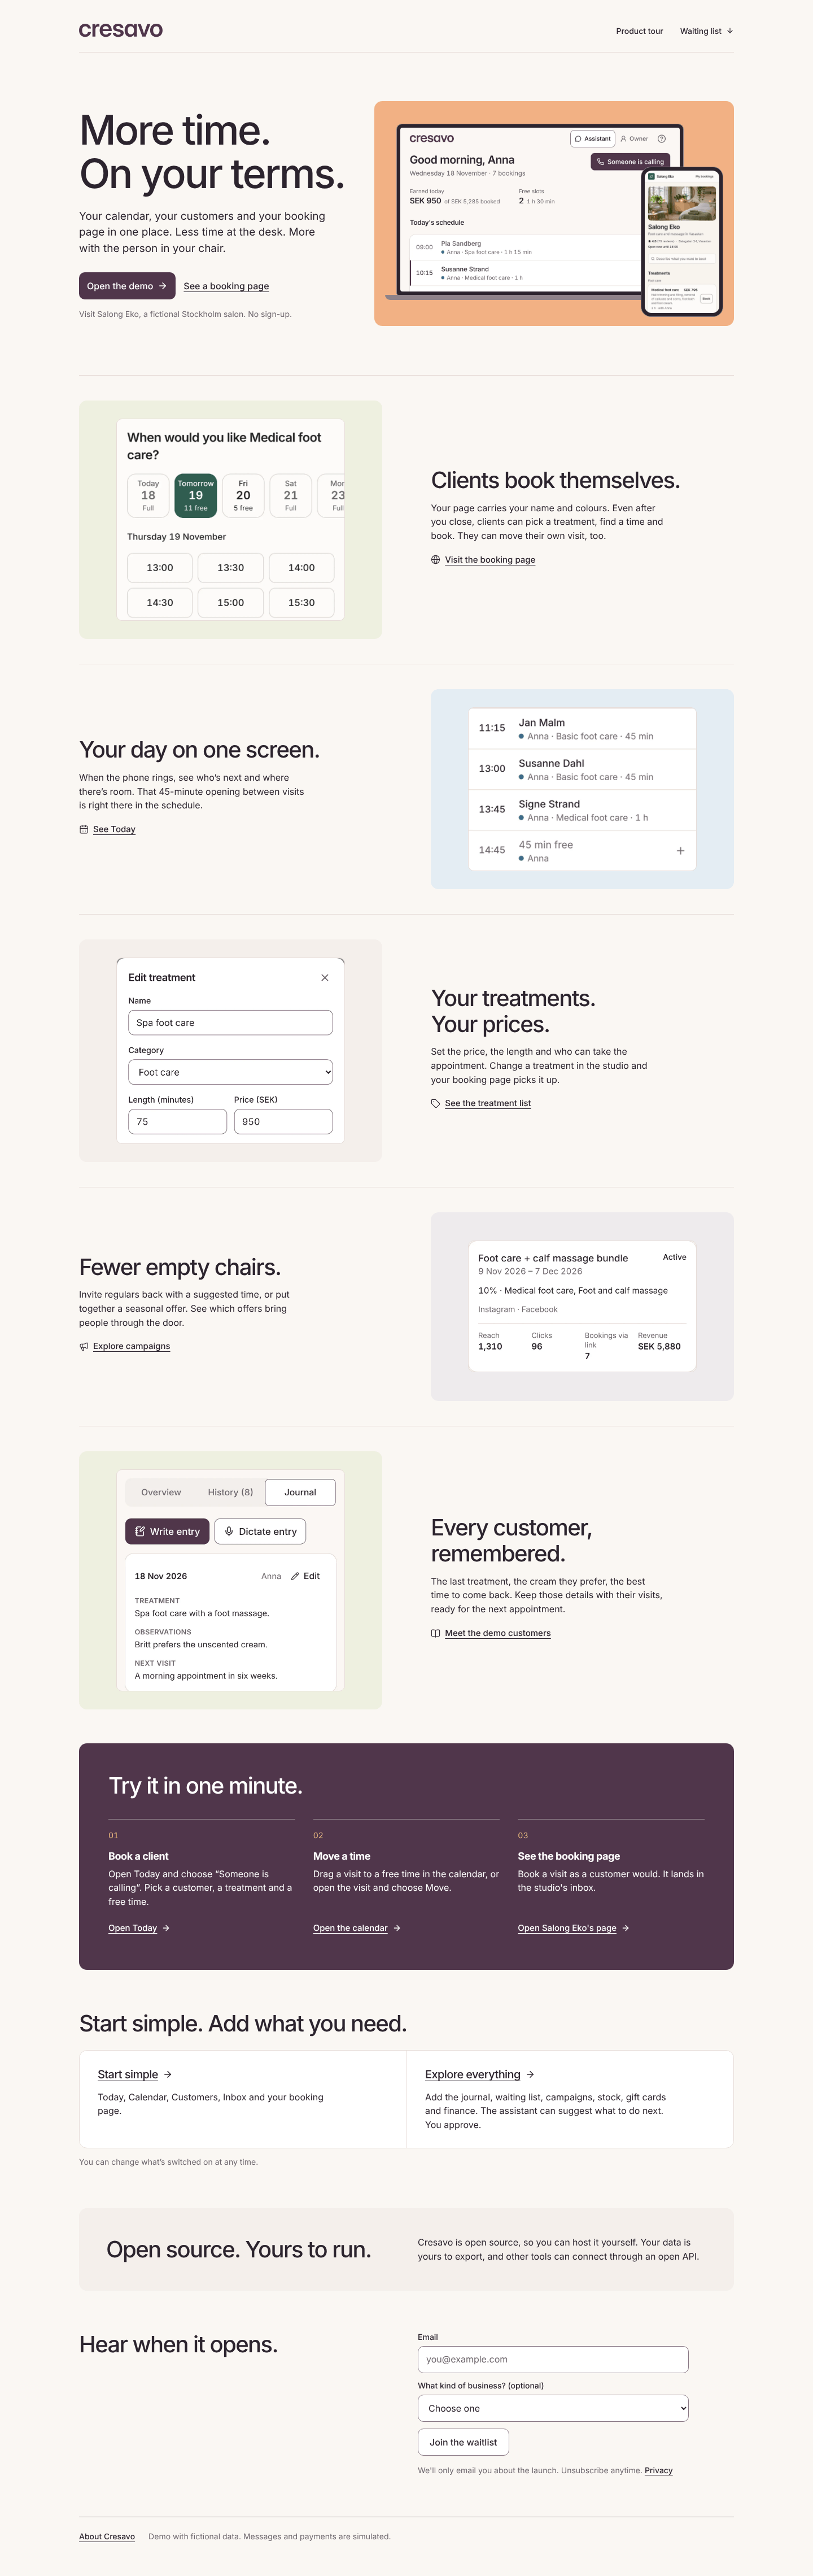 cresavo
Product tour
Waiting list
More time.
On your terms.
Your calendar, your customers and your booking
page in one place. Less time at the desk. More
with the person in your chair.
Open the demo
See a booking page
Visit Salong Eko, a fictional Stockholm salon. No sign-up.
cresavo
Assistant
Owner
Good morning, Anna
Someone is calling
Wednesday 18 November · 7 bookings
Earned today
Free slots
SEK 950 of SEK 5,285 booked
2 1 h 30 min
Today's schedule
09:00
Pia Sandberg
Anna · Spa foot care · 1 h 15 min
10:15
Susanne Strand
Anna · Medical foot care · 1 h
Salong Eko
My bookings
Salong Eko
Treatments
Medical foot care
SEK 780
Book
When would you like Medical foot
care?
Today
18
Full
Tomorrow
19
11 free
Fri
20
5 free
Sat
21
Full
Mon
23
Full
Thursday 19 November
13:00
13:30
14:00
14:30
15:00
15:30
Clients book themselves.
Your page carries your name and colours. Even after
you close, clients can pick a treatment, find a time and
book. They can move their own visit, too.
Visit the booking page
Your day on one screen.
When the phone rings, see who's next and where
there's room. That 45-minute opening between visits
is right there in the schedule.
See Today
11:15
Jan Malm
Anna · Basic foot care · 45 min
13:00
Susanne Dahl
Anna · Basic foot care · 45 min
13:45
Signe Strand
Anna · Medical foot care · 1 h
14:45
45 min free
Anna
Edit treatment
Name
Spa foot care
Category
Foot care
Length (minutes)
Price (SEK)
75
950
Your treatments.
Your prices.
Set the price, the length and who can take the
appointment. Change a treatment in the studio and
your booking page picks it up.
See the treatment list
Fewer empty chairs.
Invite regulars back with a suggested time, or put
together a seasonal offer. See which offers bring
people through the door.
Explore campaigns
Foot care + calf massage bundle
Active
9 Nov 2026 – 7 Dec 2026
10% · Medical foot care, Foot and calf massage
Instagram · Facebook
Reach
1,310
Clicks
96
Bookings via
link
7
Revenue
SEK 5,880
Overview
History (8)
Journal
Write entry
Dictate entry
18 Nov 2026
Anna
Edit
TREATMENT
Spa foot care with a foot massage.
OBSERVATIONS
Britt prefers the unscented cream.
NEXT VISIT
A morning appointment in six weeks.
Every customer,
remembered.
The last treatment, the cream they prefer, the best
time to come back. Keep those details with their visits,
ready for the next appointment.
Meet the demo customers
Try it in one minute.
01
Book a client
Open Today and choose “Someone is
calling”. Pick a customer, a treatment and a
free time.
Open Today
02
Move a time
Drag a visit to a free time in the calendar, or
open the visit and choose Move.
Open the calendar
03
See the booking page
Book a visit as a customer would. It lands in
the studio's inbox.
Open Salong Eko's page
Start simple. Add what you need.
Start simple
Today, Calendar, Customers, Inbox and your booking
page.
Explore everything
Add the journal, waiting list, campaigns, stock, gift cards
and finance. The assistant can suggest what to do next.
You approve.
You can change what's switched on at any time.
Open source. Yours to run.
Cresavo is open source, so you can host it yourself. Your data is
yours to export, and other tools can connect through an open API.
Hear when it opens.
Email
you@example.com
What kind of business? (optional)
Choose one
Join the waitlist
We'll only email you about the launch. Unsubscribe anytime. Privacy
About Cresavo
Demo with fictional data. Messages and payments are simulated.